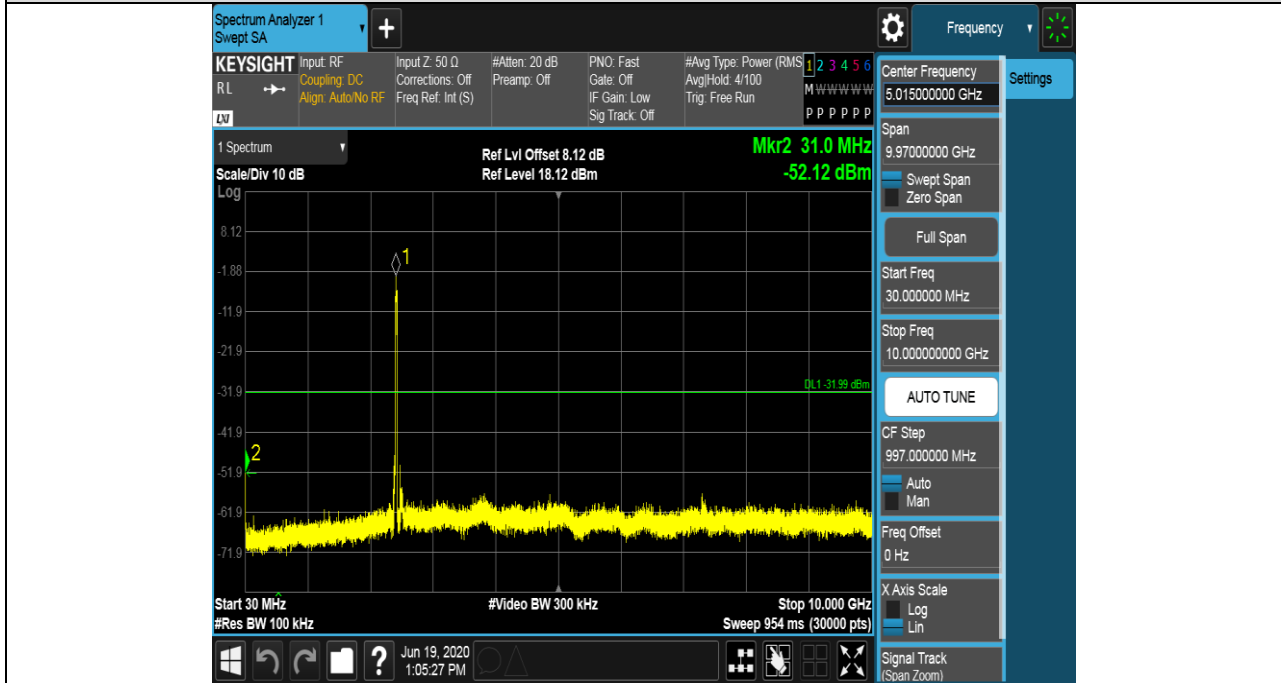 Spectrum Analyzer 1
Swept SA
+
Frequency
KEYSIGHT
RL
LXI
Input: RF
Coupling: DC
Align: Auto/No RF
Input Z: 50 Ω
Corrections: Off
Freq Ref: Int (S)
#Atten: 20 dB
Preamp: Off
PNO: Fast
Gate: Off
IF Gain: Low
Sig Track: Off
#Avg Type: Power (RMS
Avg|Hold: 4/100
Trig: Free Run
1 2 3 4 5 6
M W W W W W
P P P P P P
1 Spectrum
Scale/Div 10 dB
Ref Lvl Offset 8.12 dB
Ref Level 18.12 dBm
Mkr2 31.0 MHz
-52.12 dBm
Log
8.12
-1.88
-11.9
-21.9
-31.9
-41.9
-51.9
-61.9
-71.9
1
2
DL1 -31.99 dBm
Start 30 MHz
#Res BW 100 kHz
#Video BW 300 kHz
Stop 10.000 GHz
Sweep 954 ms (30000 pts)
?
Jun 19, 2020
1:05:27 PM
Center Frequency
5.015000000 GHz
Settings
Span
9.97000000 GHz
Swept Span
Zero Span
Full Span
Start Freq
30.000000 MHz
Stop Freq
10.000000000 GHz
AUTO TUNE
CF Step
997.000000 MHz
Auto
Man
Freq Offset
0 Hz
X Axis Scale
Log
Lin
Signal Track
(Span Zoom)